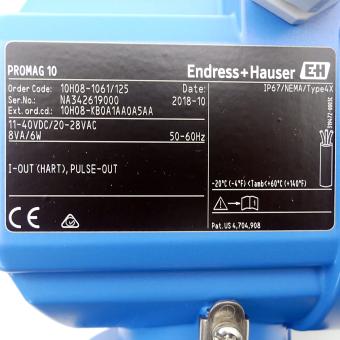 PROMAG 10
Endress+Hauser EH
Order Code: 10H08-1061/125 Date: IP67/NEMA/Type4X
Ser.No.: NA342619000 2018-10
Ext. ord.cd.: 10H08-KB0A1AA0A5AA
11-40VDC/20-28VAC
8VA/6W 50-60Hz
I-OUT (HART), PULSE-OUT
-20°C (-4°F) <Tamb<+60°C (+140°F)
CE
Pat. US 4,704,908